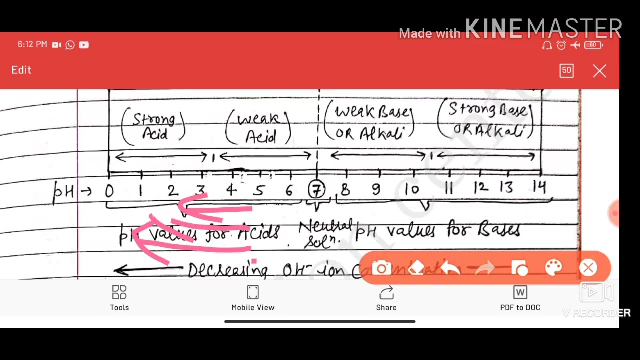 Made with KINEMASTER
6:12 PM
60
Edit
50
(Strong Acid) (Weak Acid) (Weak Base OR Alkali) (Strong Base OR Alkali)
pH → 0 1 2 3 4 5 6 7 8 9 10 11 12 13 14
pH values for Acids. Neutral Soln. pH values for Bases
← Decreasing OH⁻ ion
Tools Mobile View Share PDF to DOC
V RECORDER